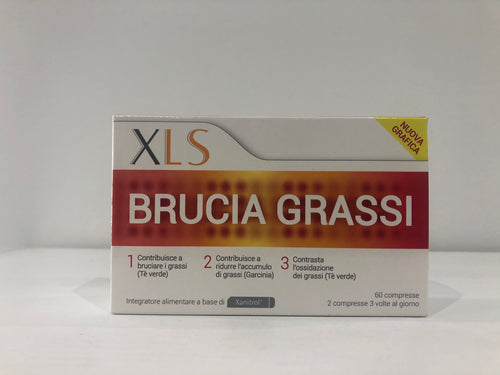 XLS
NUOVA
GRAFICA
BRUCIA GRASSI
1 Contribuisce a
bruciare i grassi
(Tè verde)
2 Contribuisce a
ridurre l'accumulo
di grassi (Garcinia)
3 Contrasta
l'ossidazione
dei grassi (Tè verde)
60 compresse
Integratore alimentare a base di Xanitrol™
2 compresse 3 volte al giorno